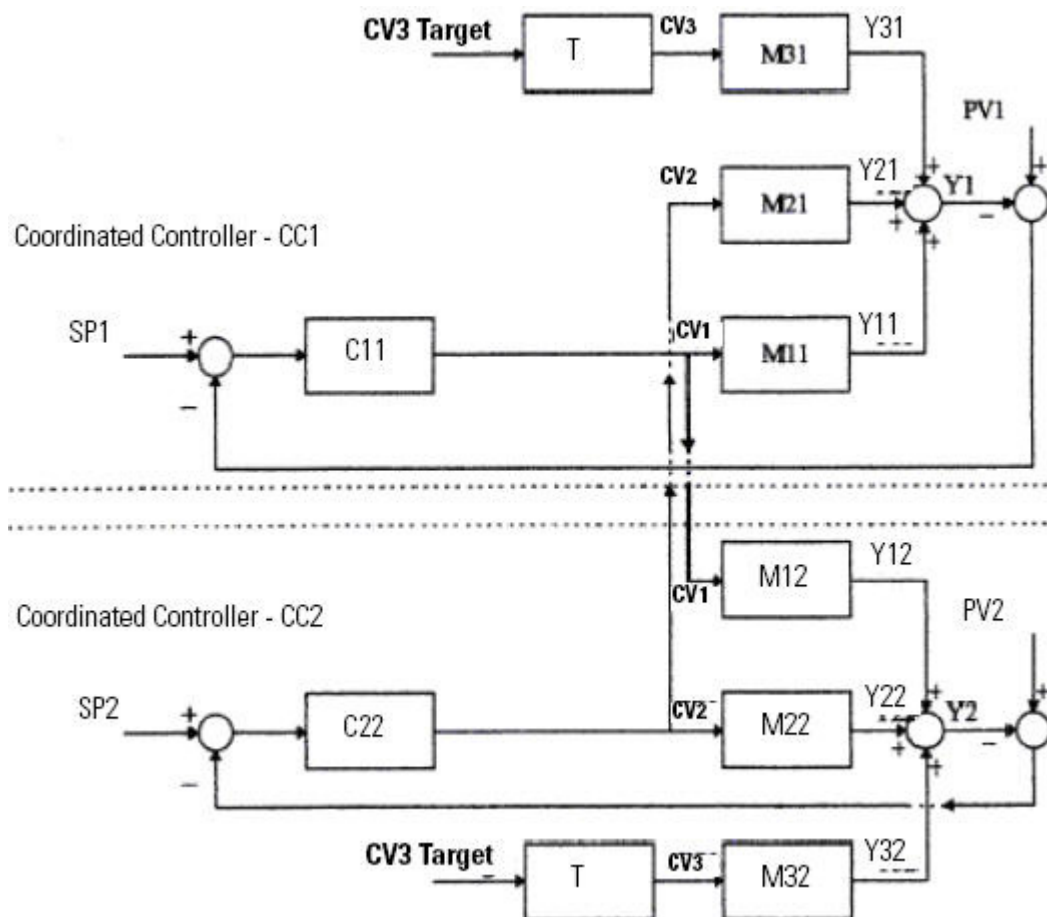 CV3 Target
T
CV3
M31
Y31
PV1
CV2
M21
Y21
Y1
+
+
+
+
−
Coordinated Controller - CC1
SP1
+
−
C11
CV1
M11
Y11
CV1
M12
Y12
Coordinated Controller - CC2
PV2
SP2
+
−
C22
CV2
M22
Y22
Y2
+
+
+
+
−
CV3 Target
T
CV3
M32
Y32